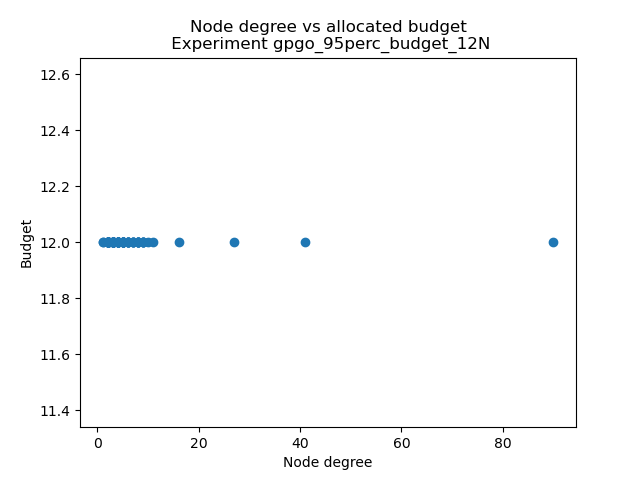 Node degree vs allocated budget
Experiment gpgo_95perc_budget_12N
12.6
12.4
12.2
12.0
11.8
11.6
11.4
Budget
0 20 40 60 80
Node degree